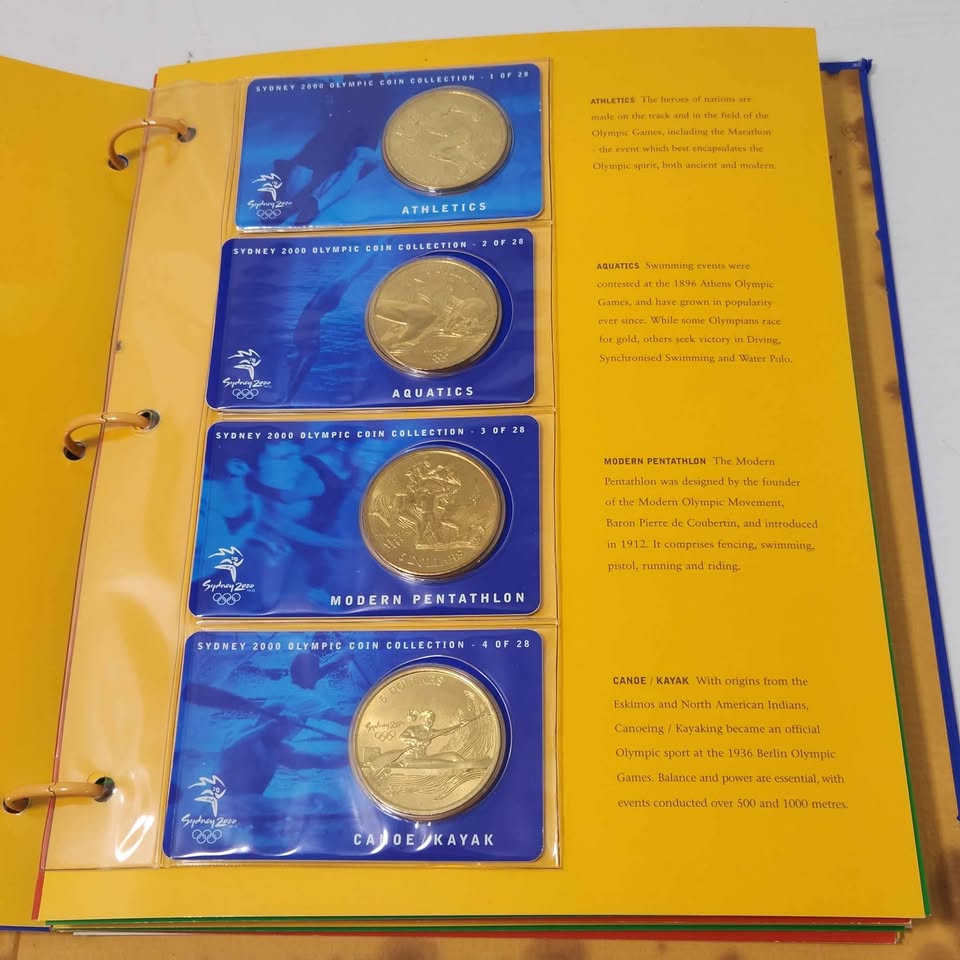 SYDNEY 2000 OLYMPIC COIN COLLECTION - 1 OF 28
Sydney 2000
ATHLETICS
ATHLETICS The heroes of nations are
made on the track and in the field of the
Olympic Games, including the Marathon
- the event which best encapsulates the
Olympic spirit, both ancient and modern.
SYDNEY 2000 OLYMPIC COIN COLLECTION - 2 OF 28
Sydney 2000
AQUATICS
AQUATICS Swimming events were
contested at the 1896 Athens Olympic
Games, and have grown in popularity
ever since. While some Olympians race
for gold, others seek victory in Diving,
Synchronised Swimming and Water Polo.
SYDNEY 2000 OLYMPIC COIN COLLECTION - 3 OF 28
DOLLARS
Sydney 2000
MODERN PENTATHLON
MODERN PENTATHLON The Modern
Pentathlon was designed by the founder
of the Modern Olympic Movement,
Baron Pierre de Coubertin, and introduced
in 1912. It comprises fencing, swimming,
pistol, running and riding.
SYDNEY 2000 OLYMPIC COIN COLLECTION - 4 OF 28
5 DOLLARS
Sydney 2000
Sydney 2000
CANOE / KAYAK
CANOE / KAYAK With origins from the
Eskimos and North American Indians,
Canoeing / Kayaking became an official
Olympic sport at the 1936 Berlin Olympic
Games. Balance and power are essential, with
events conducted over 500 and 1000 metres.